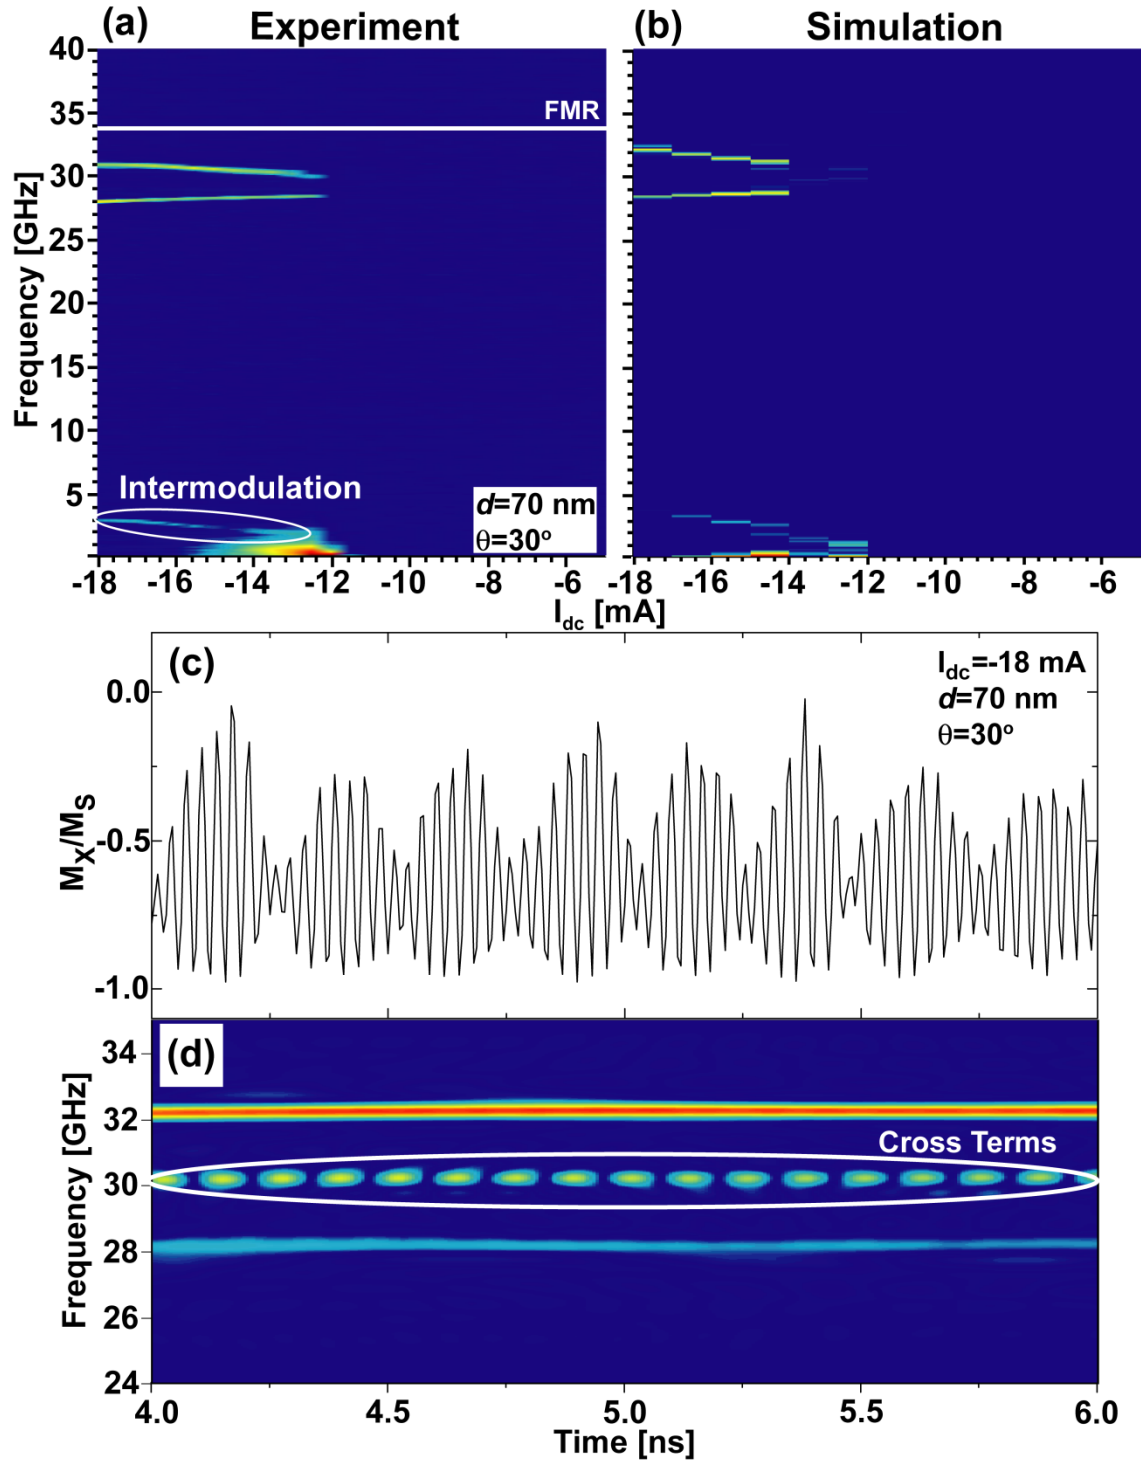 (a) Experiment
(b) Simulation
40
35
30
25
20
15
10
5
Frequency [GHz]
FMR
Intermodulation
d=70 nm
θ=30°
-18 -16 -14 -12 -10 -8 -6
-18 -16 -14 -12 -10 -8 -6
I_dc [mA]
(c)
I_dc=-18 mA
d=70 nm
θ=30°
0.0
-0.5
-1.0
M_X/M_S
(d)
34
32
30
28
26
24
Frequency [GHz]
Cross Terms
4.0 4.5 5.0 5.5 6.0
Time [ns]